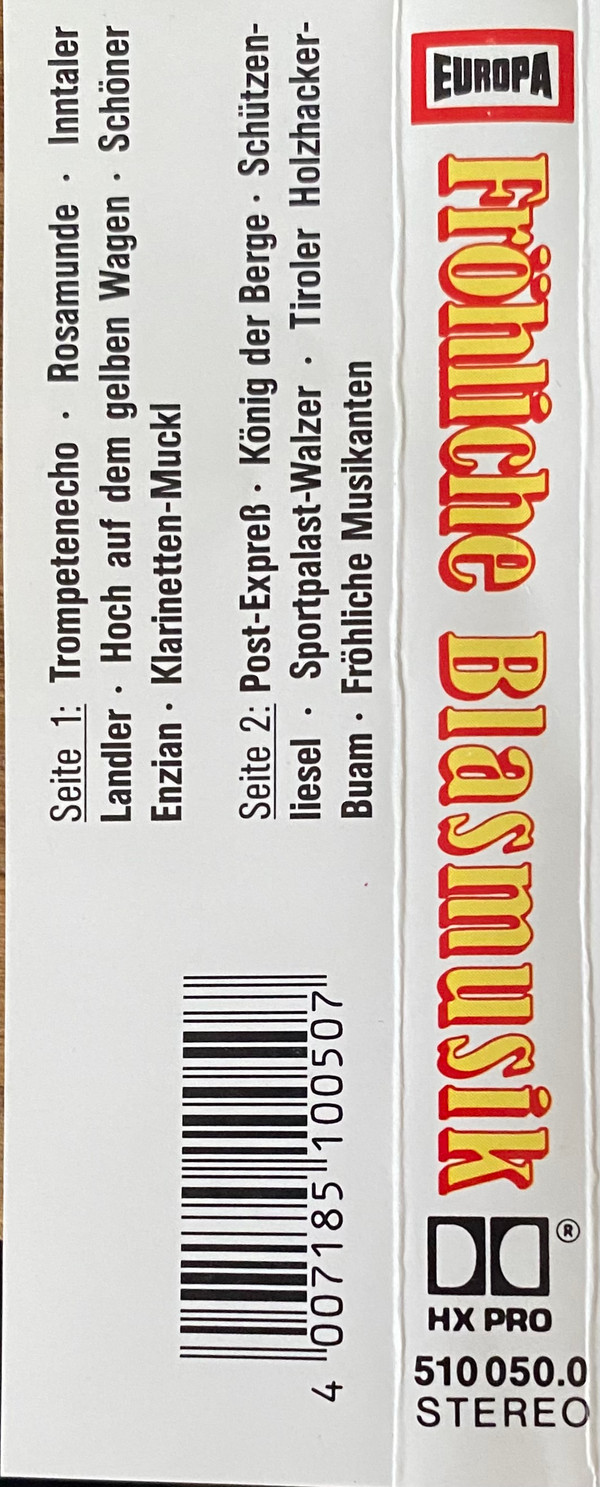 Seite 1: Trompetenecho · Rosamunde · Inntaler
Landler · Hoch auf dem gelben Wagen · Schöner
Enzian · Klarinetten-Muckl
Seite 2: Post-Expreß · König der Berge · Schützen-
liesel · Sportpalast-Walzer · Tiroler Holzhacker-
Buam · Fröhliche Musikanten
4 007185 100507
EUROPA
Fröhliche Blasmusik
®
HX PRO
510 050.0
STEREO